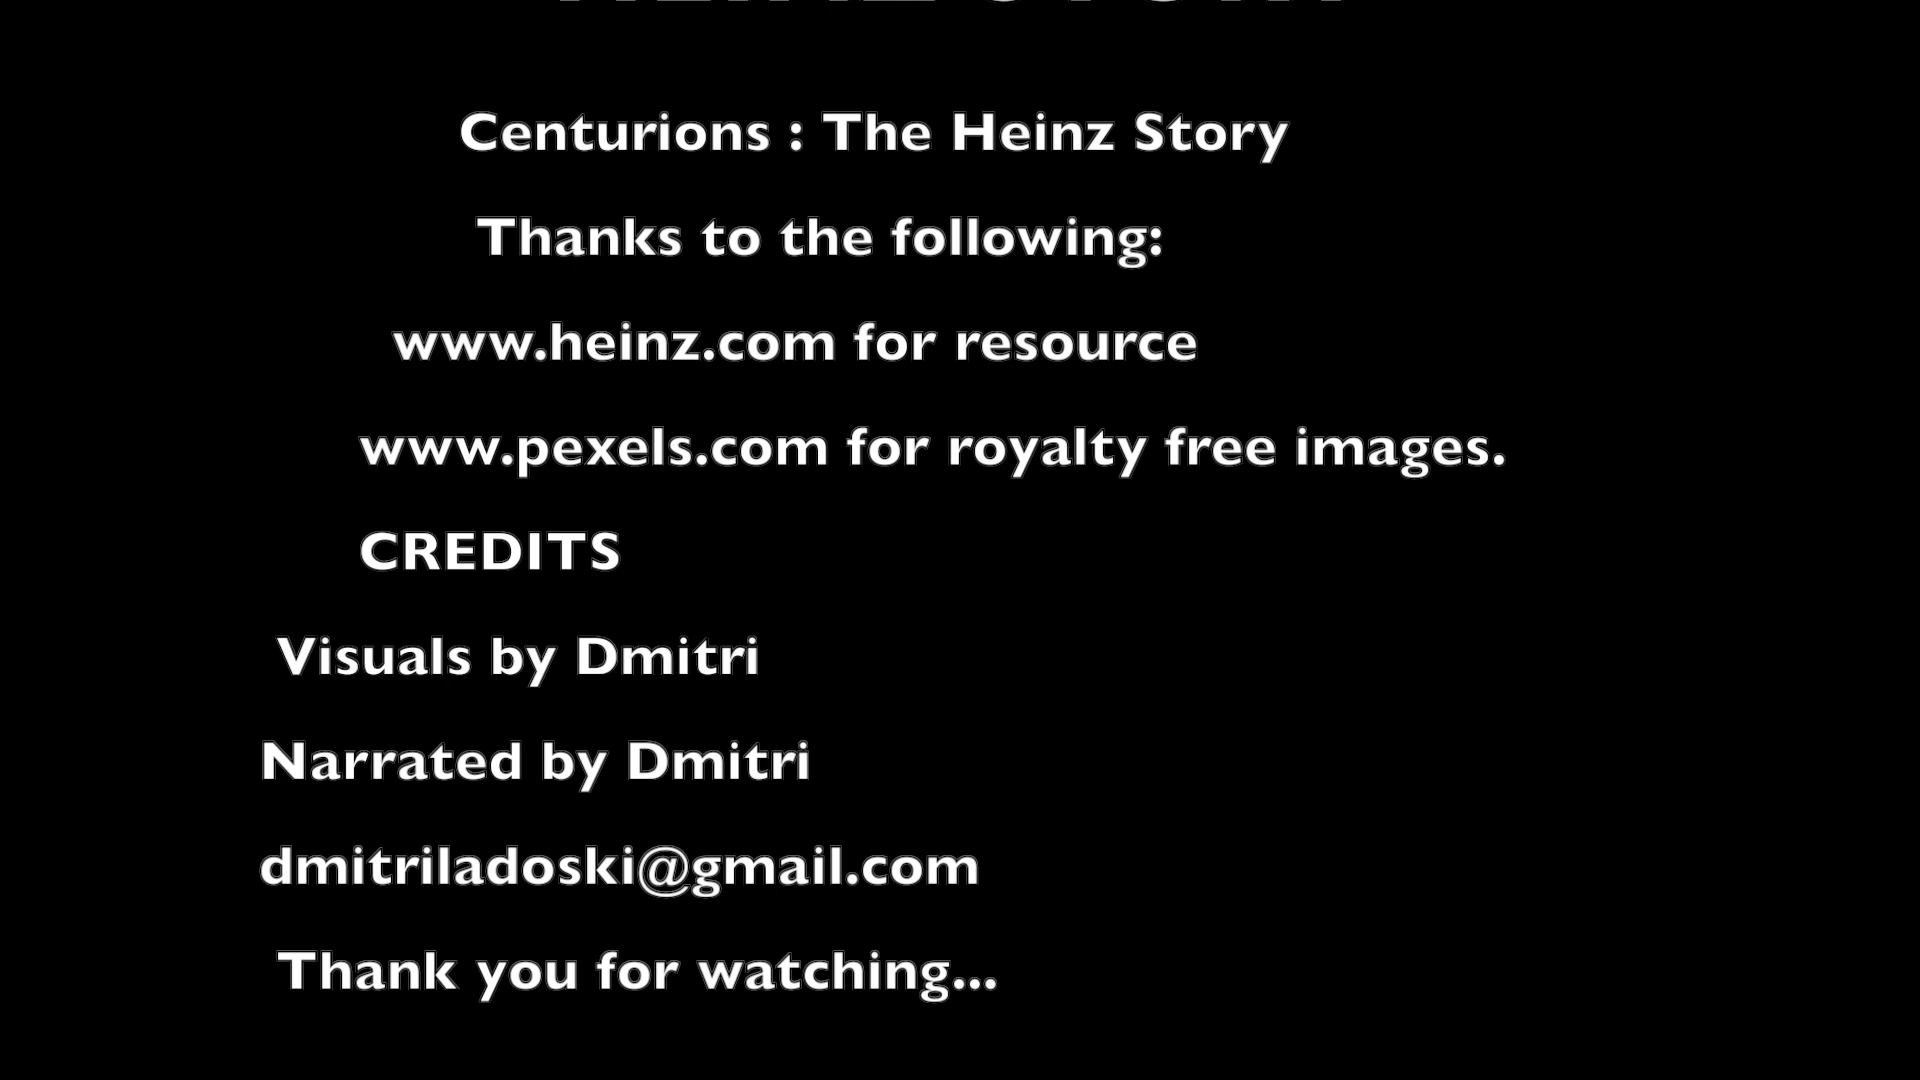 Centurions : The Heinz Story
Thanks to the following:
www.heinz.com for resource
www.pexels.com for royalty free images.
CREDITS
Visuals by Dmitri
Narrated by Dmitri
dmitriladoski@gmail.com
Thank you for watching...